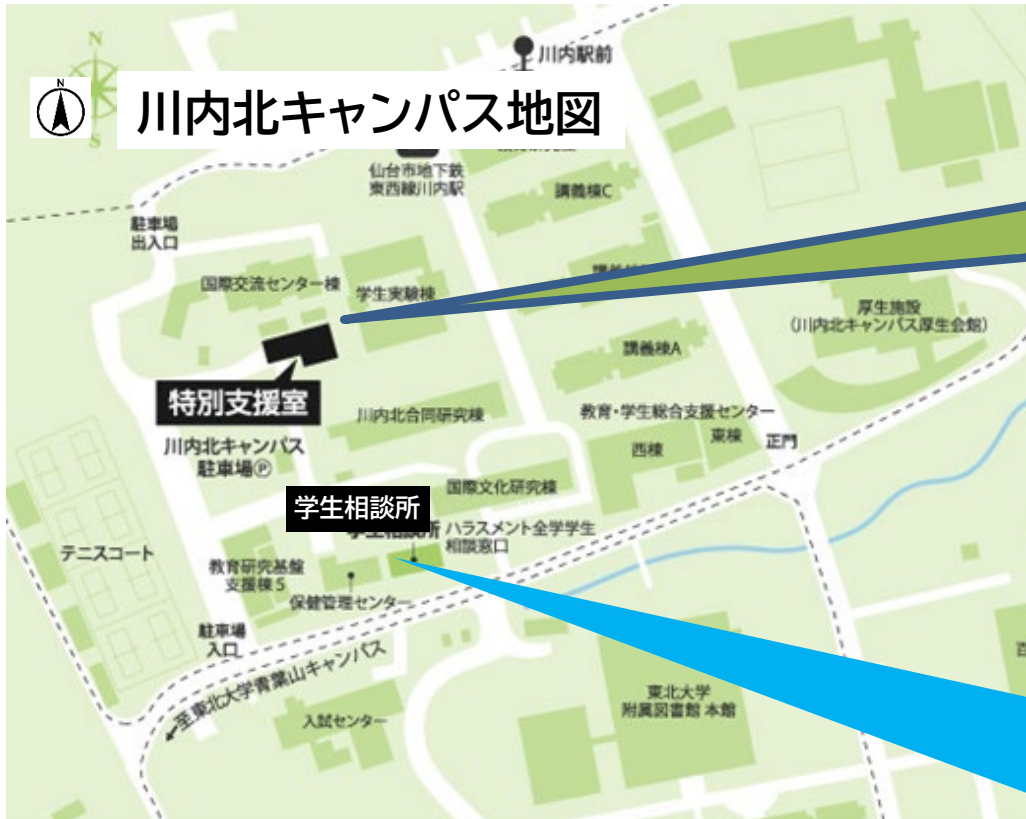 N
川内駅前
N
川内北キャンパス地図
S
仙台市地下鉄
東西線川内駅
講義棟C
駐車場
出入口
国際交流センター棟
学生実験棟
厚生施設
(川内北キャンパス厚生会館)
講義棟A
特別支援室
川内北合同研究棟
教育・学生総合支援センター
東棟
西棟
正門
川内北キャンパス
駐車場Ⓟ
国際文化研究棟
学生相談所
学生相談所
ハラスメント全学学生
相談窓口
テニスコート
教育研究基盤
支援棟5
保健管理センター
駐車場
入口
至東北大学青葉山キャンパス
入試センター
東北大学
附属図書館 本館